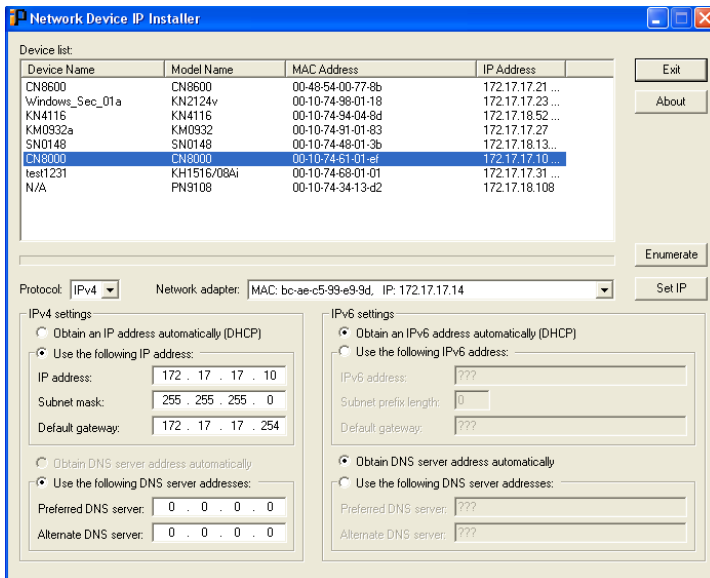 Network Device IP Installer
Device list:
Device Name Model Name MAC Address IP Address
CN8600 CN8600 00-48-54-00-77-8b 172.17.17.21 ...
Windows_Sec_01a KN2124v 00-10-74-98-01-18 172.17.17.23 ...
KN4116 KN4116 00-10-74-94-04-8d 172.17.18.52 ...
KM0932a KM0932 00-10-74-91-01-83 172.17.17.27
SN0148 SN0148 00-10-74-48-01-3b 172.17.18.13...
CN8000 CN8000 00-10-74-61-01-ef 172.17.17.10 ...
test1231 KH1516/08Ai 00-10-74-68-01-01 172.17.17.31 ...
N/A PN9108 00-10-74-34-13-d2 172.17.18.108
Exit
About
Enumerate
Set IP
Protocol: IPv4 Network adapter: MAC: bc-ae-c5-99-e9-9d, IP: 172.17.17.14
IPv4 settings
Obtain an IP address automatically (DHCP)
Use the following IP address:
IP address: 172 . 17 . 17 . 10
Subnet mask: 255 . 255 . 255 . 0
Default gateway: 172 . 17 . 17 . 254
Obtain DNS server address automatically
Use the following DNS server addresses:
Preferred DNS server: 0 . 0 . 0 . 0
Alternate DNS server: 0 . 0 . 0 . 0
IPv6 settings
Obtain an IPv6 address automatically (DHCP)
Use the following IPv6 address:
IPv6 address: ???
Subnet prefix length: 0
Default gateway: ???
Obtain DNS server address automatically
Use the following DNS server addresses:
Preferred DNS server: ???
Alternate DNS server: ???